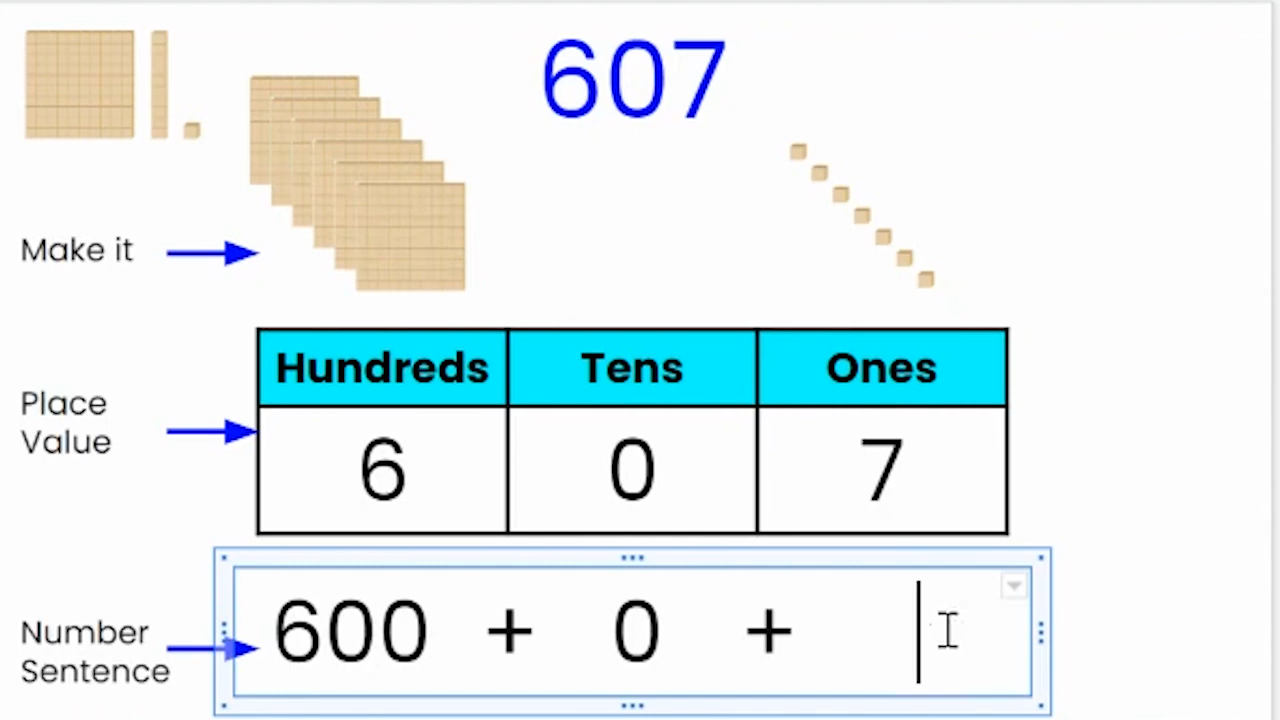 607
Make it
Hundreds Tens Ones
Place
Value
6 0 7
Number
Sentence
600 + 0 +